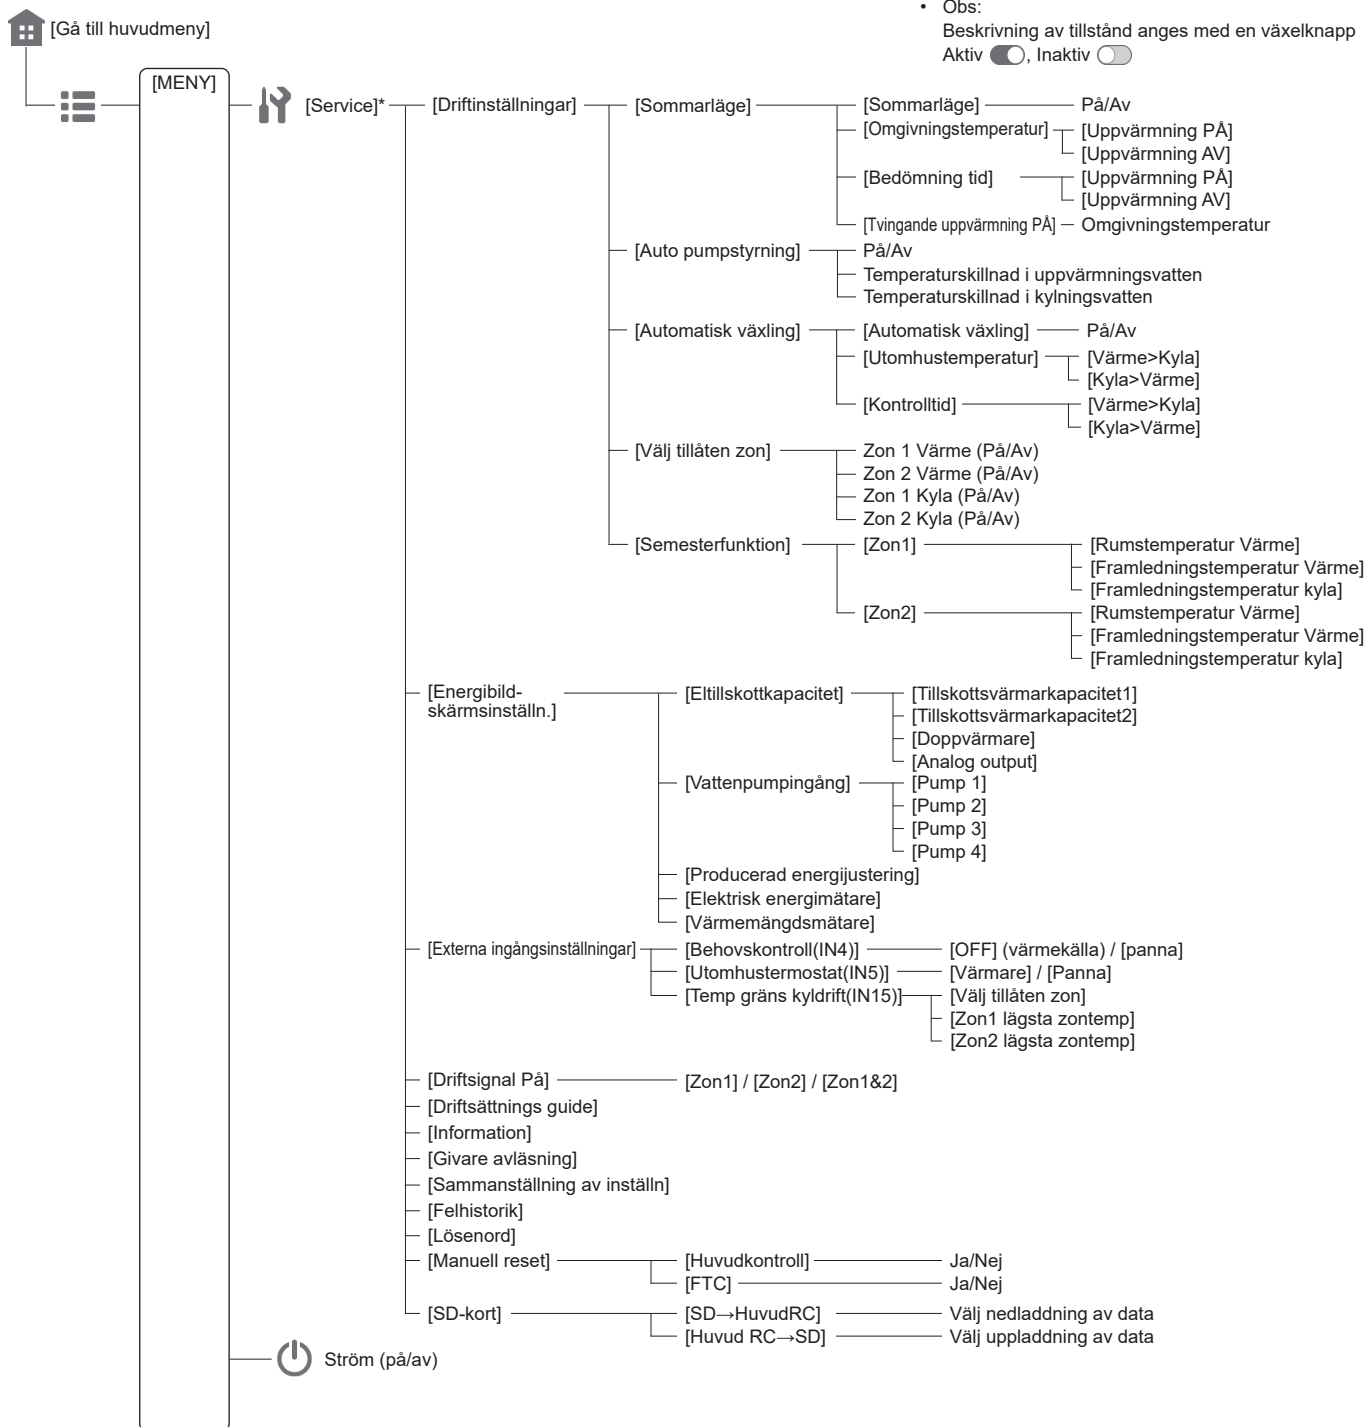 • Obs:
Beskrivning av tillstånd anges med en växelknapp
Aktiv , Inaktiv
[Gå till huvudmeny]
[MENY]
[Service]*
[Driftinställningar]
[Sommarläge]
[Sommarläge]
På/Av
[Omgivningstemperatur]
[Uppvärmning PÅ]
[Uppvärmning AV]
[Bedömning tid]
[Uppvärmning PÅ]
[Uppvärmning AV]
[Tvingande uppvärmning PÅ]
Omgivningstemperatur
[Auto pumpstyrning]
På/Av
Temperaturskillnad i uppvärmningsvatten
Temperaturskillnad i kylningsvatten
[Automatisk växling]
[Automatisk växling]
På/Av
[Utomhustemperatur]
[Värme>Kyla]
[Kyla>Värme]
[Kontrolltid]
[Värme>Kyla]
[Kyla>Värme]
[Välj tillåten zon]
Zon 1 Värme (På/Av)
Zon 2 Värme (På/Av)
Zon 1 Kyla (På/Av)
Zon 2 Kyla (På/Av)
[Semesterfunktion]
[Zon1]
[Rumstemperatur Värme]
[Framledningstemperatur Värme]
[Framledningstemperatur kyla]
[Zon2]
[Rumstemperatur Värme]
[Framledningstemperatur Värme]
[Framledningstemperatur kyla]
[Energibild-
skärmsinställn.]
[Eltillskottkapacitet]
[Tillskottsvärmarkapacitet1]
[Tillskottsvärmarkapacitet2]
[Doppvärmare]
[Analog output]
[Vattenpumpingång]
[Pump 1]
[Pump 2]
[Pump 3]
[Pump 4]
[Producerad energijustering]
[Elektrisk energimätare]
[Värmemängdsmätare]
[Externa ingångsinställningar]
[Behovskontroll(IN4)]
[OFF] (värmekälla) / [panna]
[Utomhustermostat(IN5)]
[Värmare] / [Panna]
[Temp gräns kyldrift(IN15)]
[Välj tillåten zon]
[Zon1 lägsta zontemp]
[Zon2 lägsta zontemp]
[Driftsignal På]
[Zon1] / [Zon2] / [Zon1&2]
[Driftsättnings guide]
[Information]
[Givare avläsning]
[Sammanställning av inställn]
[Felhistorik]
[Lösenord]
[Manuell reset]
[Huvudkontroll]
Ja/Nej
[FTC]
Ja/Nej
[SD-kort]
[SD→HuvudRC]
Välj nedladdning av data
[Huvud RC→SD]
Välj uppladdning av data
Ström (på/av)